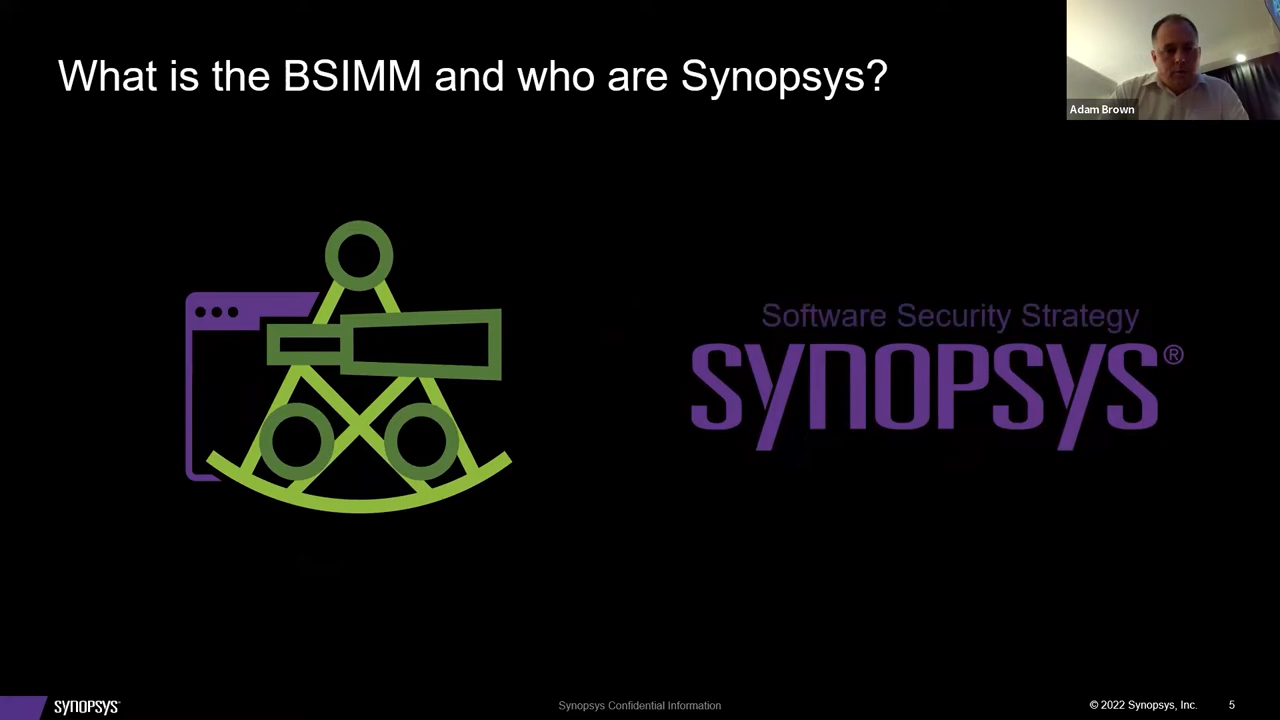 What is the BSIMM and who are Synopsys?
Adam Brown
Software Security Strategy
SYNOPSYS®
SYNOPSYS
Synopsys Confidential Information
© 2022 Synopsys, Inc.
5